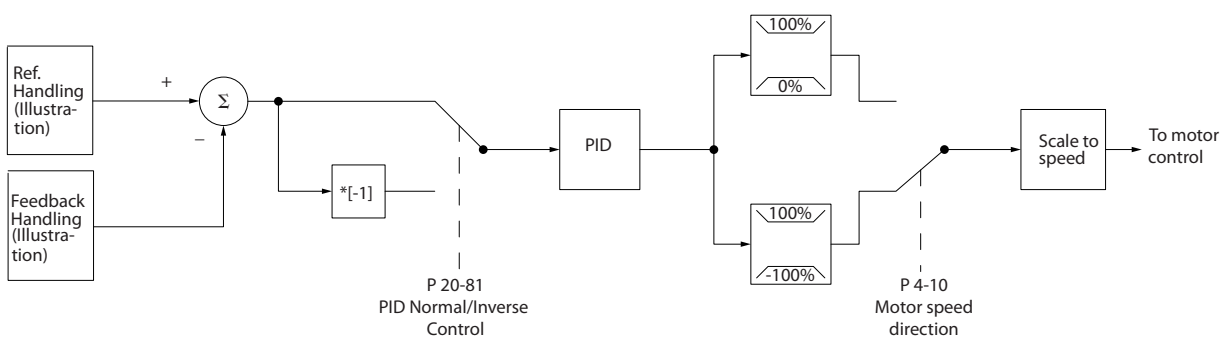 Ref.
Handling
(Illustra-
tion)
+
Σ
−
Feedback
Handling
(Illustra-
tion)
*[-1]
P 20-81
PID Normal/Inverse
Control
PID
100%
0%
100%
-100%
P 4-10
Motor speed
direction
Scale to
speed
To motor
control